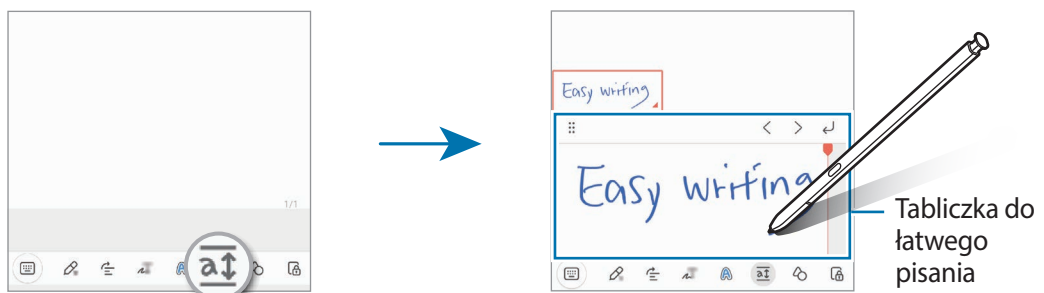 1/1
Easy writing
Easy writing
Tabliczka do
łatwego
pisania